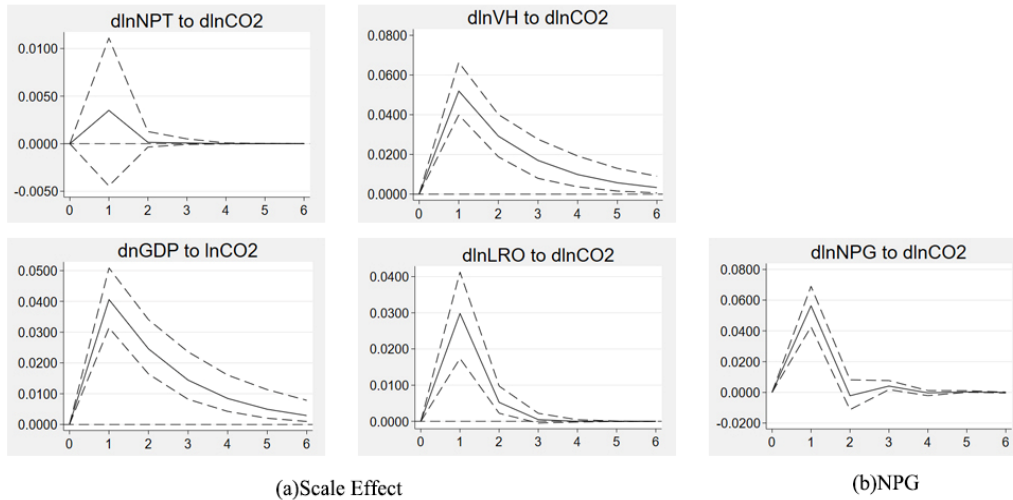 dlnNPT to dlnCO2
0.0100
0.0050
0.0000
-0.0050
0 1 2 3 4 5 6
dlnVH to dlnCO2
0.0800
0.0600
0.0400
0.0200
0.0000
0 1 2 3 4 5 6
dnGDP to lnCO2
0.0500
0.0400
0.0300
0.0200
0.0100
0.0000
0 1 2 3 4 5 6
dlnLRO to dlnCO2
0.0400
0.0300
0.0200
0.0100
0.0000
0 1 2 3 4 5 6
dlnNPG to dlnCO2
0.0800
0.0600
0.0400
0.0200
0.0000
-0.0200
0 1 2 3 4 5 6
(a)Scale Effect
(b)NPG